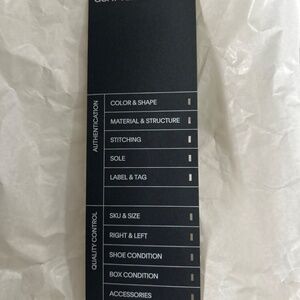 AUTHENTICATION
COLOR & SHAPE
MATERIAL & STRUCTURE
STITCHING
SOLE
LABEL & TAG
QUALITY CONTROL
SKU & SIZE
RIGHT & LEFT
SHOE CONDITION
BOX CONDITION
ACCESSORIES